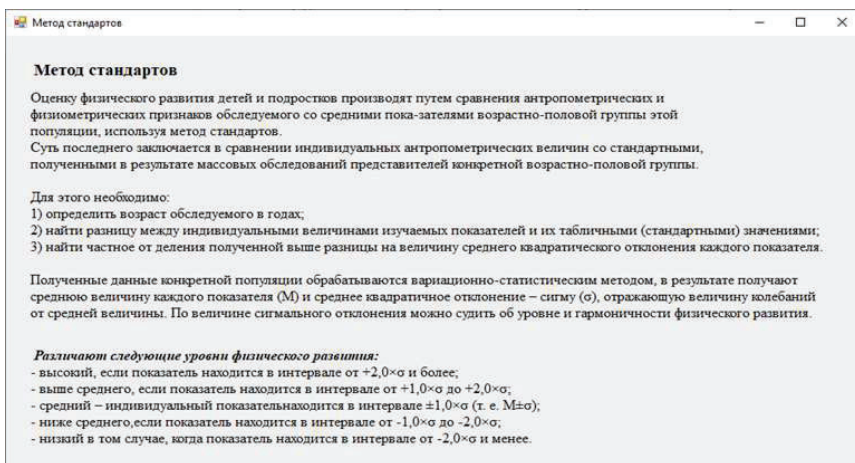 Метод стандартов
Метод стандартов
Оценку физического развития детей и подростков производят путем сравнения антропометрических и
физиометрических признаков обследуемого со средними пока-зателями возрастно-половой группы этой
популяции, используя метод стандартов.
Суть последнего заключается в сравнении индивидуальных антропометрических величин со стандартными,
полученными в результате массовых обследований представителей конкретной возрастно-половой группы.
Для этого необходимо:
1) определить возраст обследуемого в годах;
2) найти разницу между индивидуальными величинами изучаемых показателей и их табличными (стандартными) значениями;
3) найти частное от деления полученной выше разницы на величину среднего квадратического отклонения каждого показателя.
Полученные данные конкретной популяции обрабатываются вариационно-статистическим методом, в результате получают
среднюю величину каждого показателя (М) и среднее квадратичное отклонение – сигму (σ), отражающую величину колебаний
от средней величины. По величине сигмального отклонения можно судить об уровне и гармоничности физического развития.
Различают следующие уровни физического развития:
- высокий, если показатель находится в интервале от +2,0×σ и более;
- выше среднего, если показатель находится в интервале от +1,0×σ до +2,0×σ;
- средний – индивидуальный показательнаходится в интервале ±1,0×σ (т. е. М±σ);
- ниже среднего,если показатель находится в интервале от -1,0×σ до -2,0×σ;
- низкий в том случае, когда показатель находится в интервале от -2,0×σ и менее.